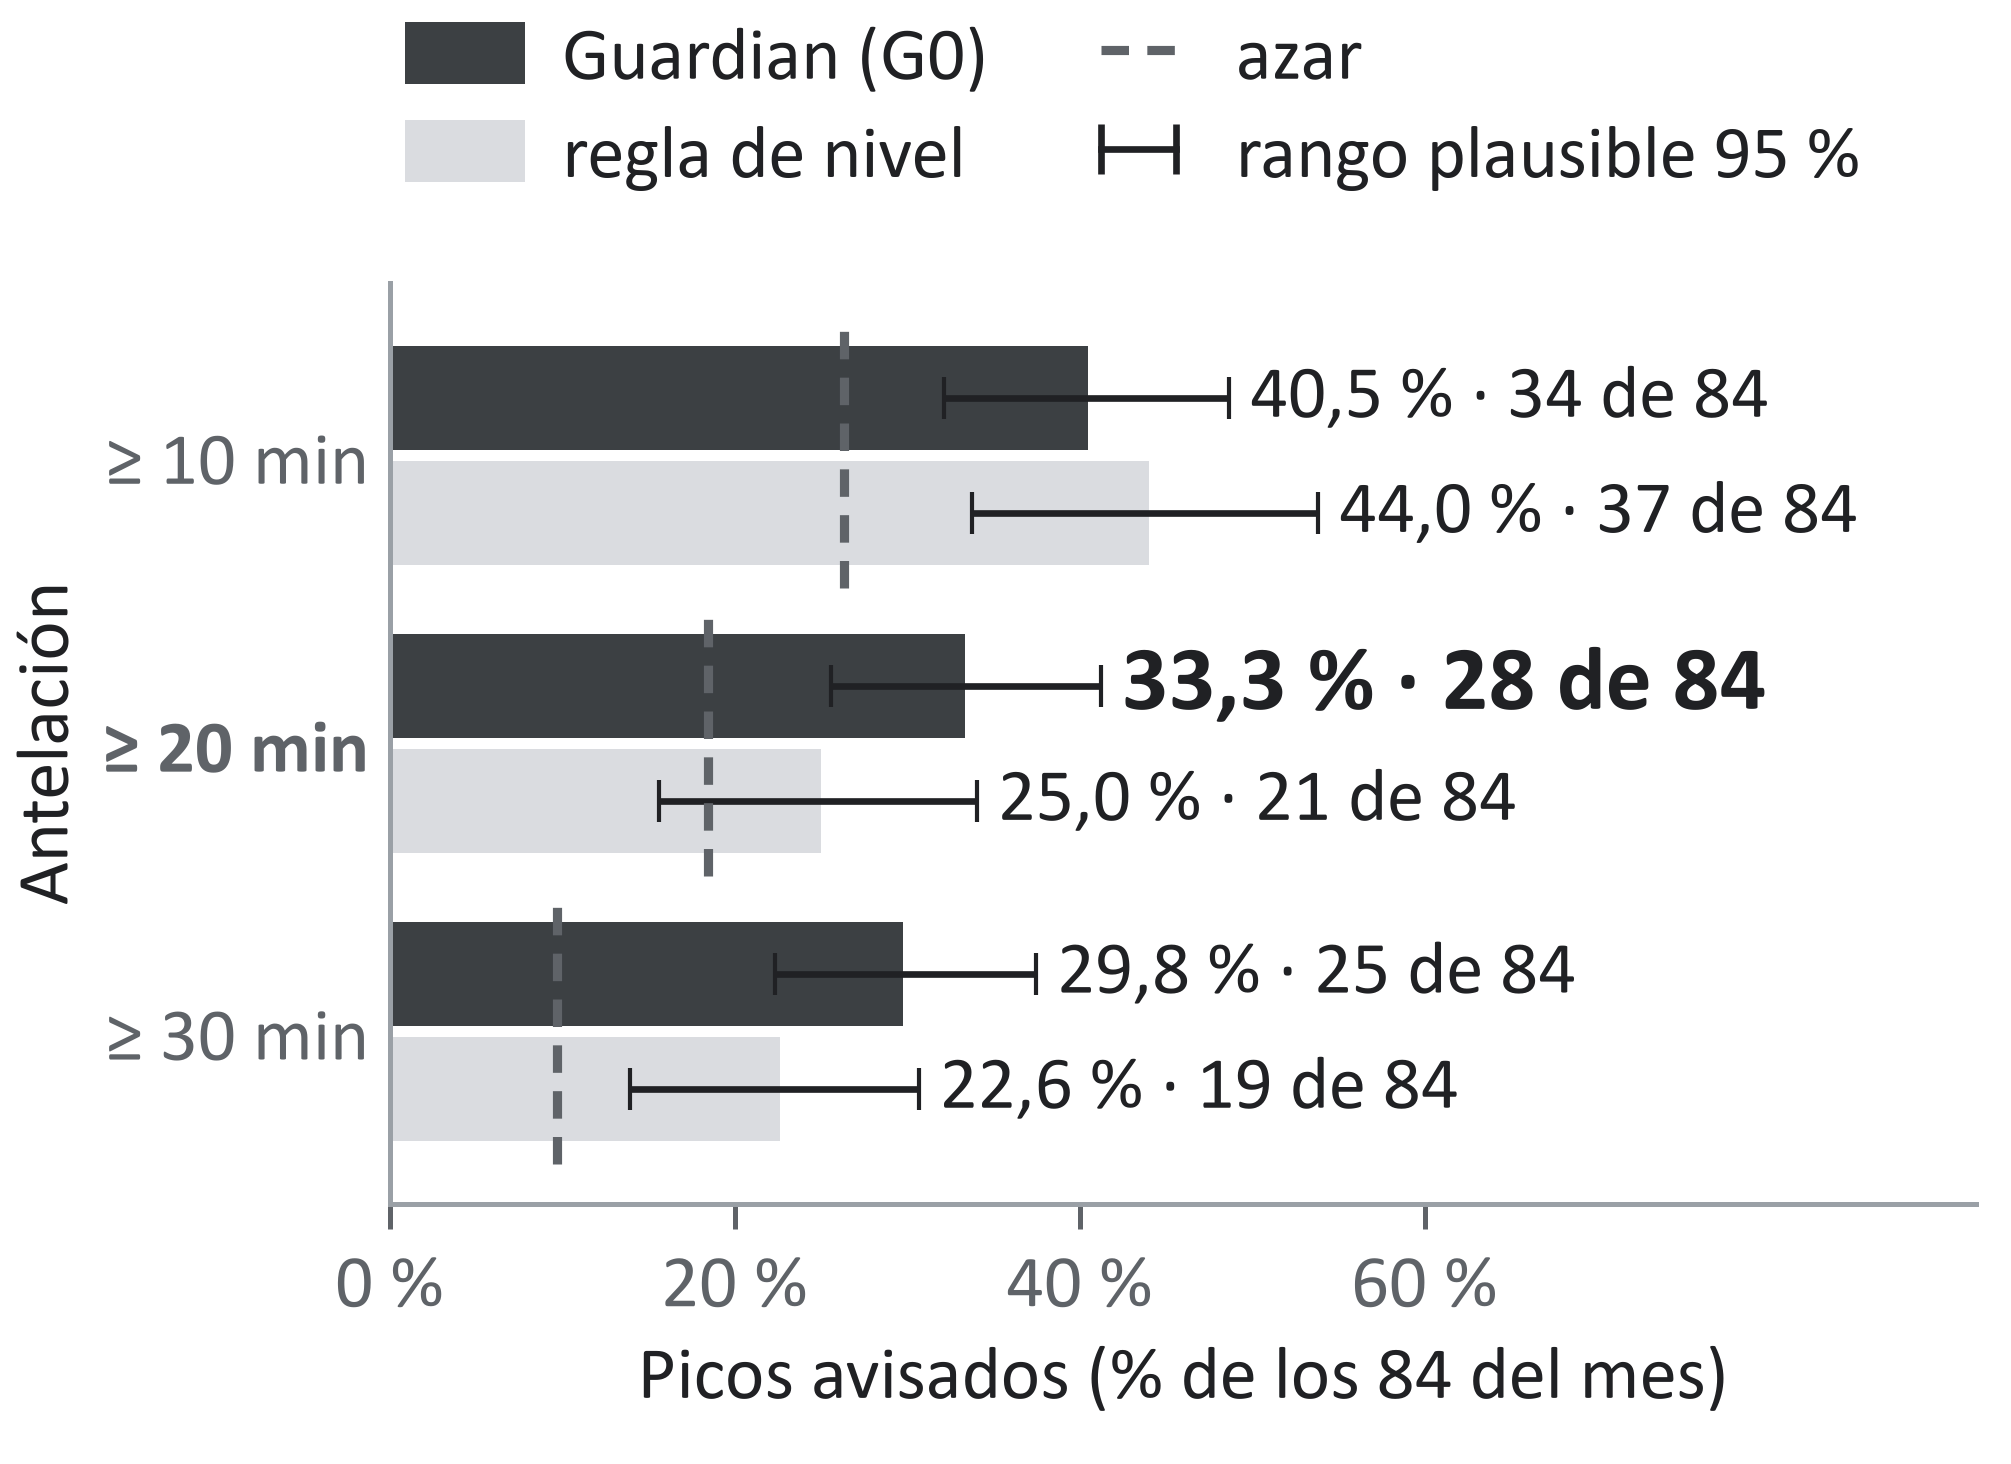 Guardian (G0)
azar
regla de nivel
rango plausible 95 %
Antelación
≥ 10 min
40,5 % · 34 de 84
44,0 % · 37 de 84
≥ 20 min
33,3 % · 28 de 84
25,0 % · 21 de 84
≥ 30 min
29,8 % · 25 de 84
22,6 % · 19 de 84
0 %
20 %
40 %
60 %
Picos avisados (% de los 84 del mes)